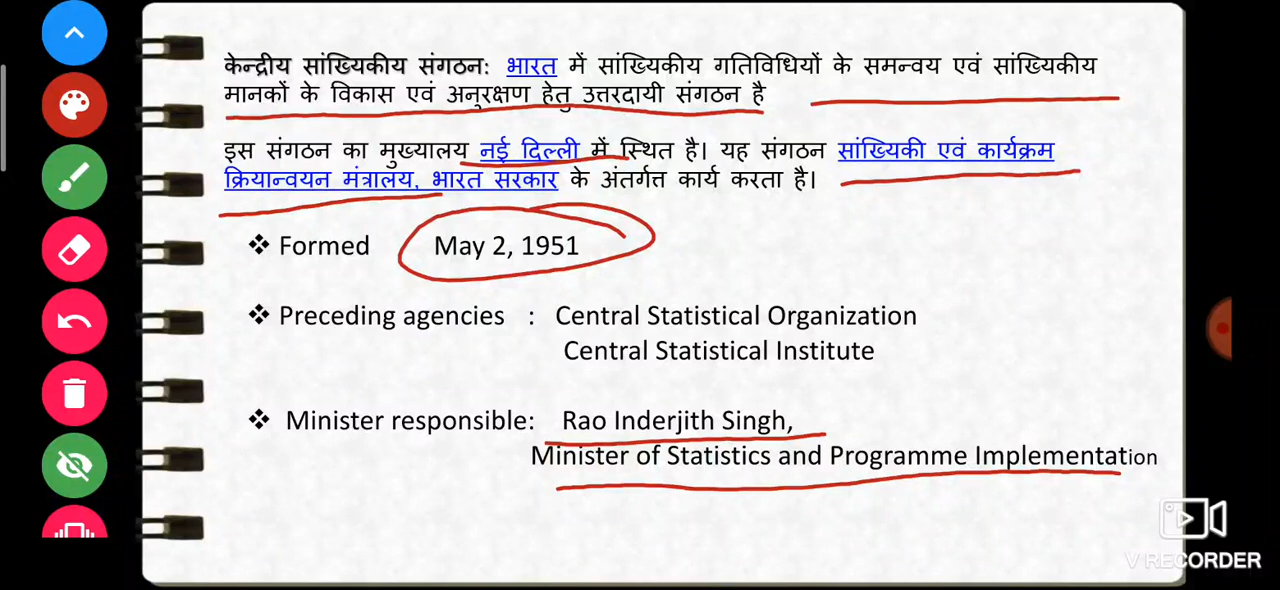 केन्द्रीय सांख्यिकीय संगठन: भारत में सांख्यिकीय गतिविधियों के समन्वय एवं सांख्यिकीय
मानकों के विकास एवं अनुरक्षण हेतु उत्तरदायी संगठन है
इस संगठन का मुख्यालय नई दिल्ली में स्थित है। यह संगठन सांख्यिकी एवं कार्यक्रम
क्रियान्वयन मंत्रालय, भारत सरकार के अंतर्गत्त कार्य करता है।
❖ Formed May 2, 1951
❖ Preceding agencies : Central Statistical Organization
Central Statistical Institute
❖ Minister responsible: Rao Inderjith Singh,
Minister of Statistics and Programme Implementation
V RECORDER